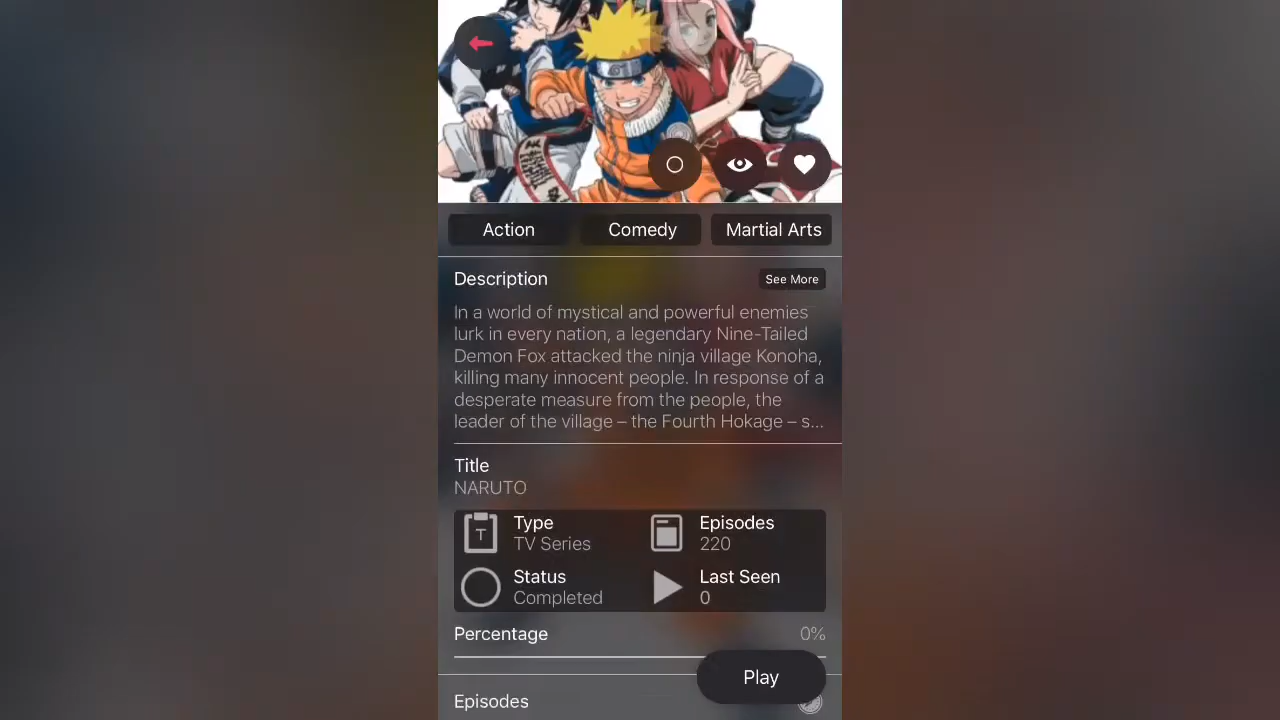 Action Comedy Martial Arts
Description See More
In a world of mystical and powerful enemies
lurk in every nation, a legendary Nine-Tailed
Demon Fox attacked the ninja village Konoha,
killing many innocent people. In response of a
desperate measure from the people, the
leader of the village – the Fourth Hokage – s...
Title
NARUTO
T
Type Episodes
TV Series 220
Status Last Seen
Completed 0
Percentage 0%
Play
Episodes